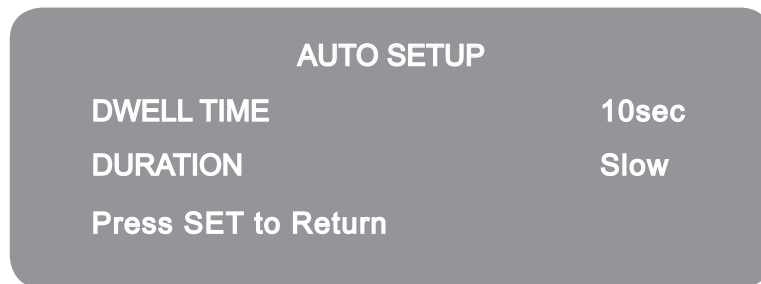 AUTO SETUP
DWELL TIME 10sec
DURATION Slow
Press SET to Return